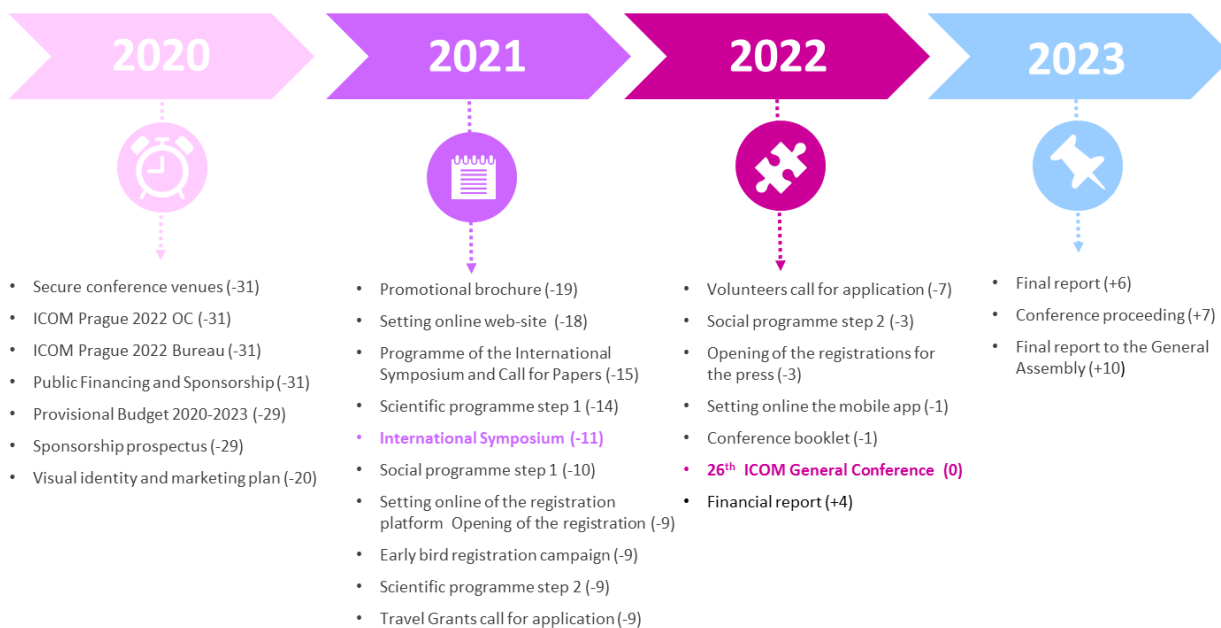 2020
2021
2022
2023
• Secure conference venues (-31)
• ICOM Prague 2022 OC (-31)
• ICOM Prague 2022 Bureau (-31)
• Public Financing and Sponsorship (-31)
• Provisional Budget 2020-2023 (-29)
• Sponsorship prospectus (-29)
• Visual identity and marketing plan (-20)
• Promotional brochure (-19)
• Setting online web-site (-18)
• Programme of the International
Symposium and Call for Papers (-15)
• Scientific programme step 1 (-14)
• International Symposium (-11)
• Social programme step 1 (-10)
• Setting online of the registration
platform Opening of the registration (-9)
• Early bird registration campaign (-9)
• Scientific programme step 2 (-9)
• Travel Grants call for application (-9)
• Volunteers call for application (-7)
• Social programme step 2 (-3)
• Opening of the registrations for
the press (-3)
• Setting online the mobile app (-1)
• Conference booklet (-1)
• 26th ICOM General Conference (0)
• Financial report (+4)
• Final report (+6)
• Conference proceeding (+7)
• Final report to the General
Assembly (+10)